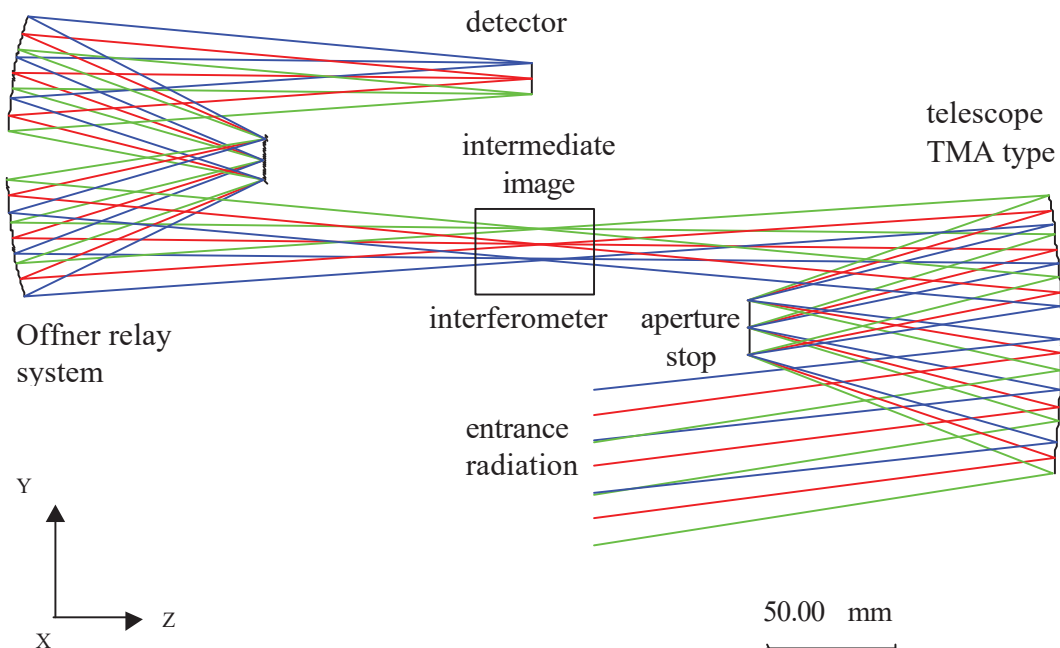 detector
telescope
TMA type
intermediate
image
Offner relay
system
interferometer
aperture
stop
entrance
radiation
Y
X
Z
50.00 mm